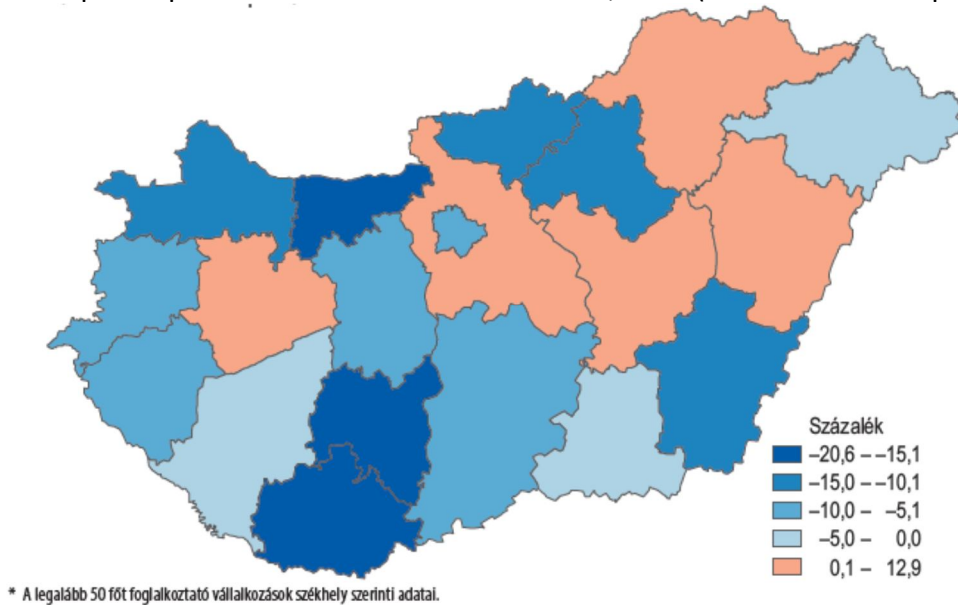 Százalék
–20,6 – –15,1
–15,0 – –10,1
–10,0 – –5,1
–5,0 – 0,0
0,1 – 12,9
* A legalább 50 főt foglalkoztató vállalkozások székhely szerinti adatai.